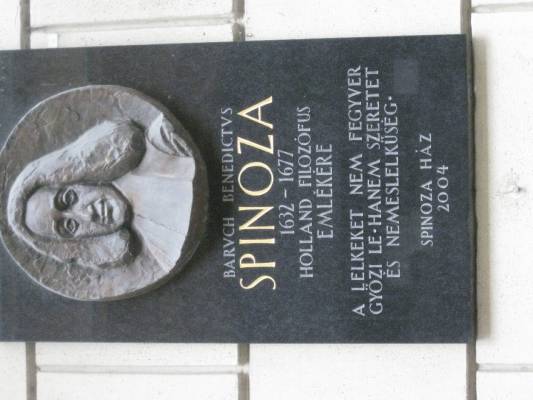 BARVCH BENEDICTVS
SPINOZA
1632 - 1677
HOLLAND FILOZÓFUS
EMLÉKÉRE
A LELKEKET NEM FEGYVER
GYŐZI LE·HANEM SZERETET
ÉS NEMESLELKŰSÉG·
SPINOZA HÁZ
2004